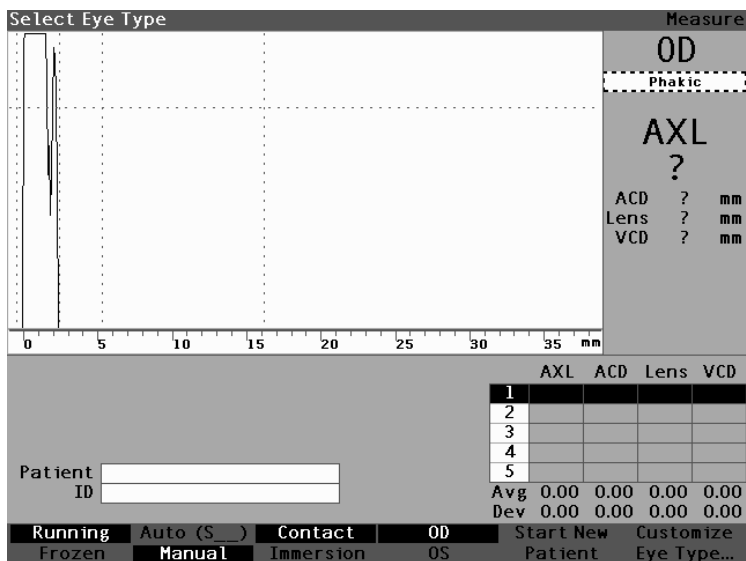 Select Eye Type Measure
OD
Phakic
AXL
?
ACD ? mm
Lens ? mm
VCD ? mm
0 5 10 15 20 25 30 35 mm
AXL ACD Lens VCD
1
2
3
4
5
Avg 0.00 0.00 0.00 0.00
Dev 0.00 0.00 0.00 0.00
Patient
ID
Running Auto (S__) Contact OD Start New Customize
Frozen Manual Immersion OS Patient Eye Type...